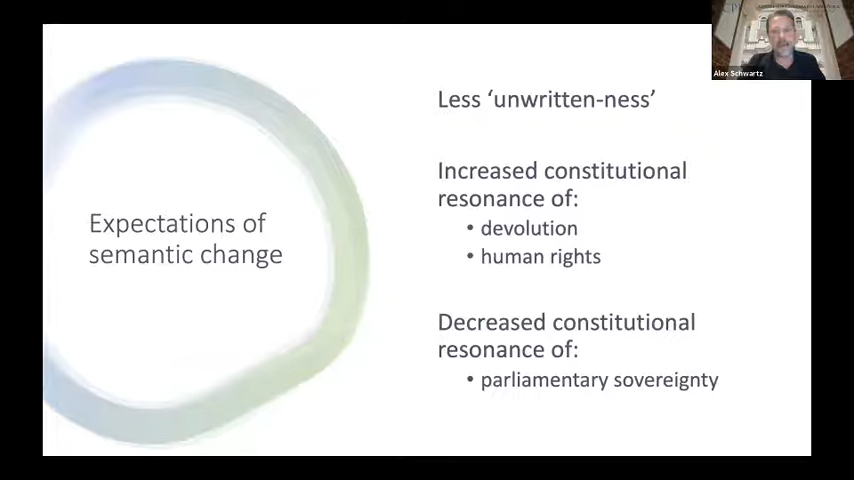 Alex Schwartz
Less ‘unwritten-ness’
Increased constitutional
resonance of:
• devolution
• human rights
Expectations of
semantic change
Decreased constitutional
resonance of:
• parliamentary sovereignty